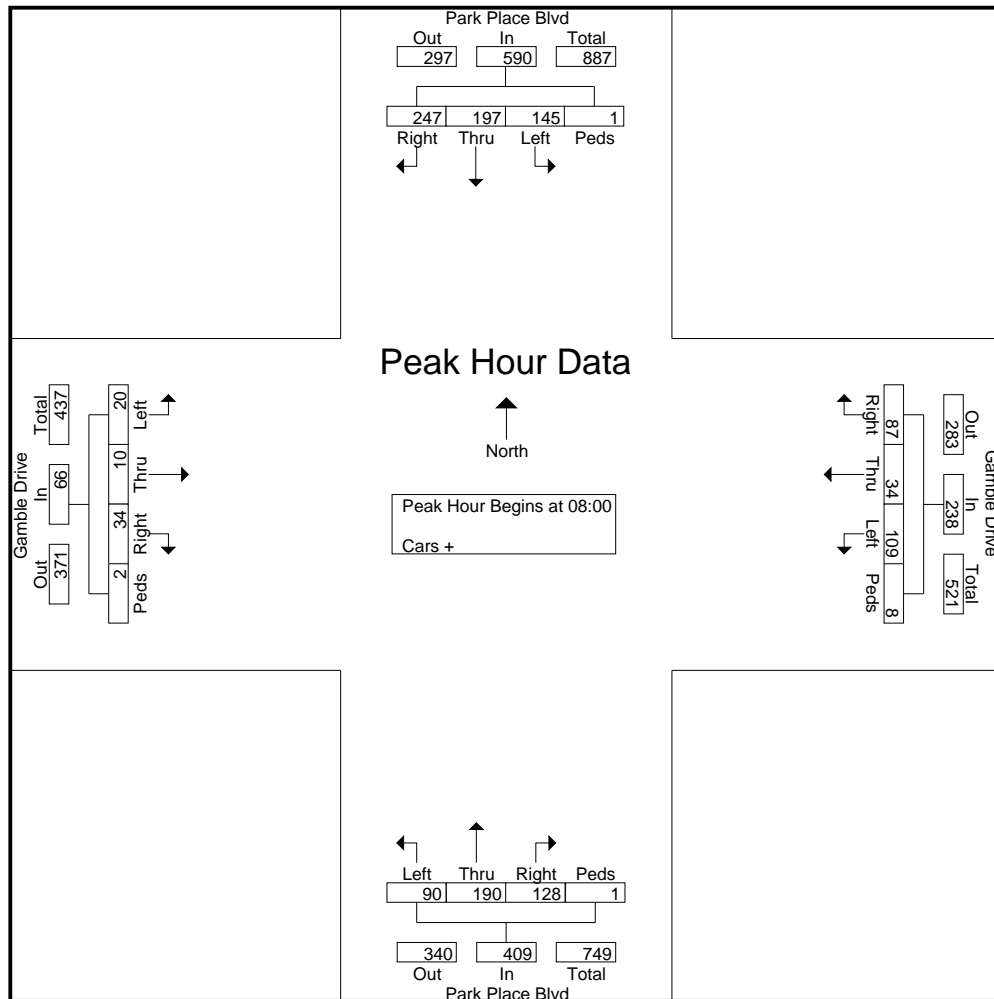 Park Place Blvd
Out In Total
297 590 887
247 197 145 1
Right Thru Left Peds
Peak Hour Data
North
Peak Hour Begins at 08:00
Cars +
Gamble Drive
Out In Total
371 66 437
Left Thru Right Peds
20 10 34 2
Gamble Drive
Out In Total
283 238 521
87 34 109 8
Right Thru Left Peds
Left Thru Right Peds
90 190 128 1
340 409 749
Out In Total
Park Place Blvd